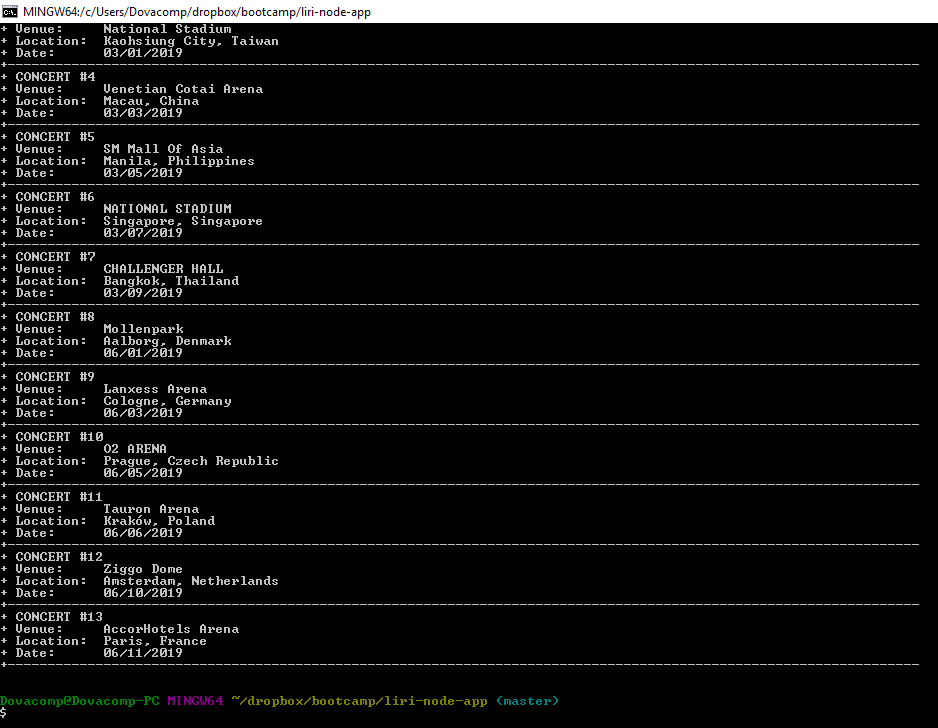 MINGW64:/c/Users/Dovacomp/dropbox/bootcamp/liri-node-app
+ Venue: National Stadium
+ Location: Kaohsiung City, Taiwan
+ Date: 03/01/2019
+ CONCERT #4
+ Venue: Venetian Cotai Arena
+ Location: Macau, China
+ Date: 03/03/2019
+ CONCERT #5
+ Venue: SM Mall Of Asia
+ Location: Manila, Philippines
+ Date: 03/05/2019
+ CONCERT #6
+ Venue: NATIONAL STADIUM
+ Location: Singapore, Singapore
+ Date: 03/07/2019
+ CONCERT #7
+ Venue: CHALLENGER HALL
+ Location: Bangkok, Thailand
+ Date: 03/09/2019
+ CONCERT #8
+ Venue: Mollenpark
+ Location: Aalborg, Denmark
+ Date: 06/01/2019
+ CONCERT #9
+ Venue: Lanxess Arena
+ Location: Cologne, Germany
+ Date: 06/03/2019
+ CONCERT #10
+ Venue: O2 ARENA
+ Location: Prague, Czech Republic
+ Date: 06/05/2019
+ CONCERT #11
+ Venue: Tauron Arena
+ Location: Kraków, Poland
+ Date: 06/06/2019
+ CONCERT #12
+ Venue: Ziggo Dome
+ Location: Amsterdam, Netherlands
+ Date: 06/10/2019
+ CONCERT #13
+ Venue: AccorHotels Arena
+ Location: Paris, France
+ Date: 06/11/2019
Dovacomp@Dovacomp-PC MINGW64 ~/dropbox/bootcamp/liri-node-app (master)
$